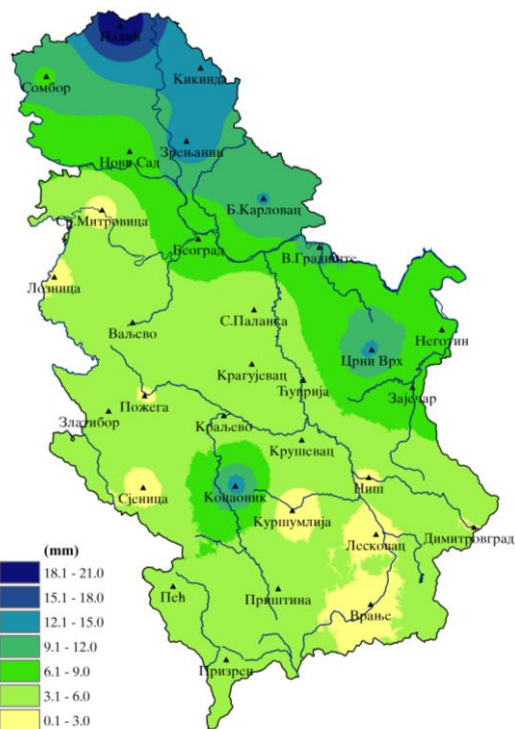 Палић
Кикинда
Сомбор
Зрењанин
Нови Сад
Б.Карловац
Ср.Митровица
Београд
В.Градиште
Лозница
С.Паланка
Ваљево
Неготин
Црни Врх
Крагујевац
Ћуприја
Зајечар
Пожега
Златибор
Краљево
Крушевац
Ниш
Сјеница
Копаоник
Куршумлија
Димитровград
Лесковац
(mm)
18.1 - 21.0
15.1 - 18.0
12.1 - 15.0
9.1 - 12.0
6.1 - 9.0
3.1 - 6.0
0.1 - 3.0
Пећ
Приштина
Врање
Призрен